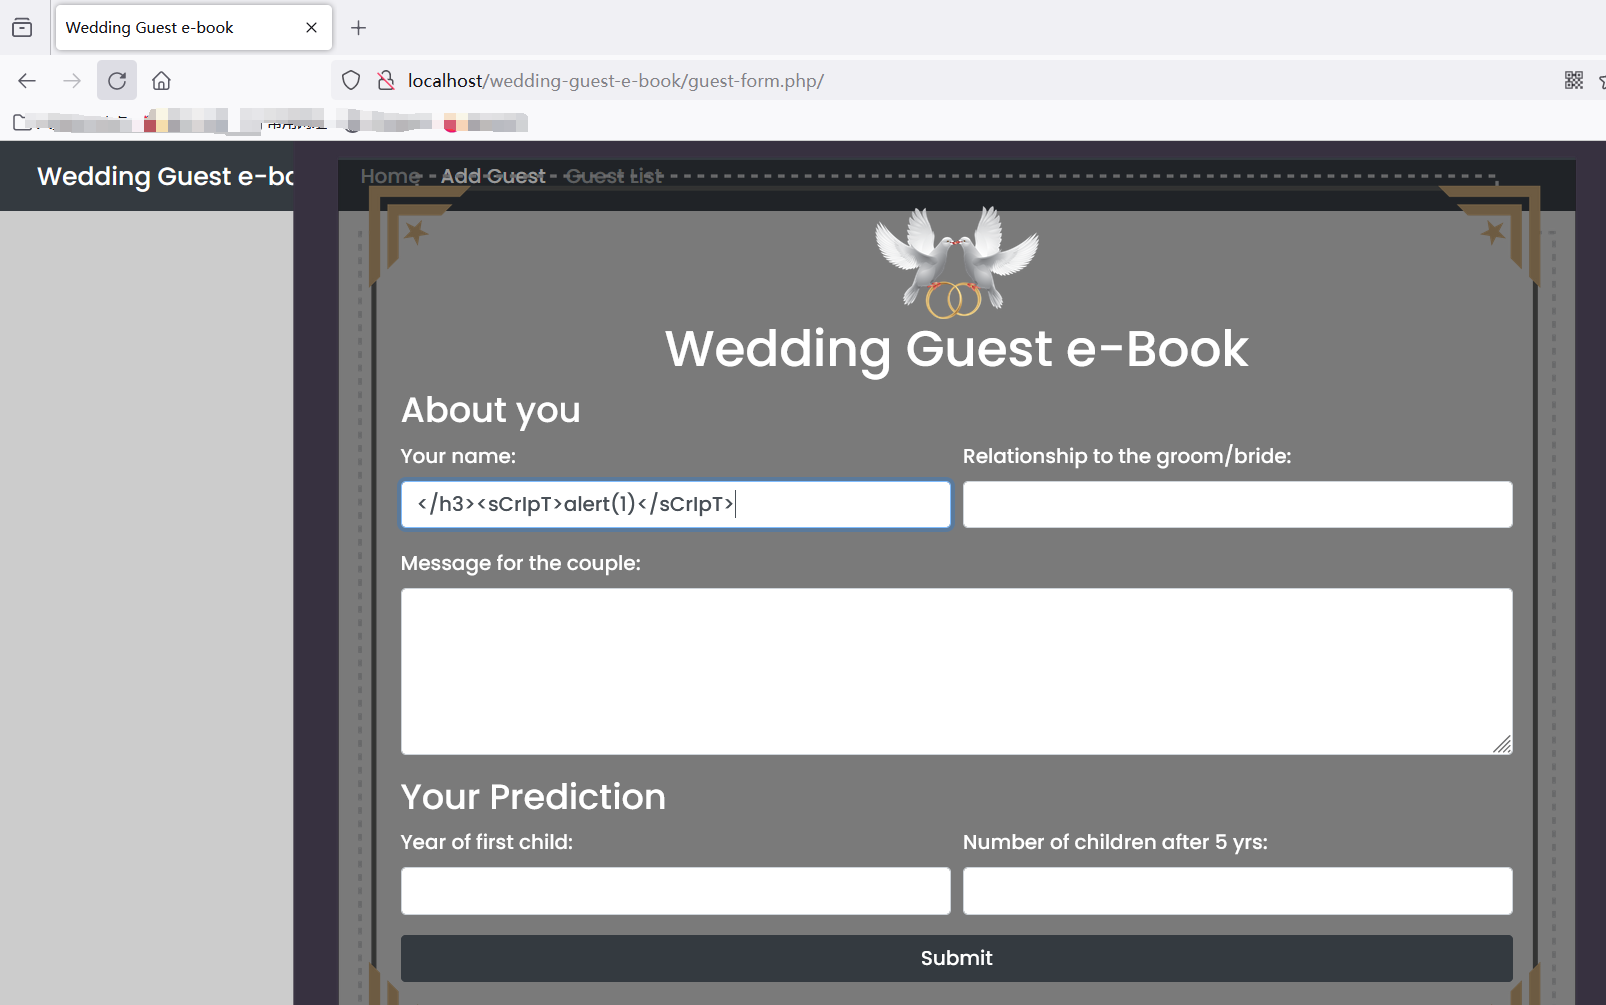 Wedding Guest e-book
localhost/wedding-guest-e-book/guest-form.php/
Wedding Guest e-bo
Home Add Guest Guest List
Wedding Guest e-Book
About you
Your name:
Relationship to the groom/bride:
</h3><sCrIpT>alert(1)</sCrIpT>
Message for the couple:
Your Prediction
Year of first child:
Number of children after 5 yrs:
Submit